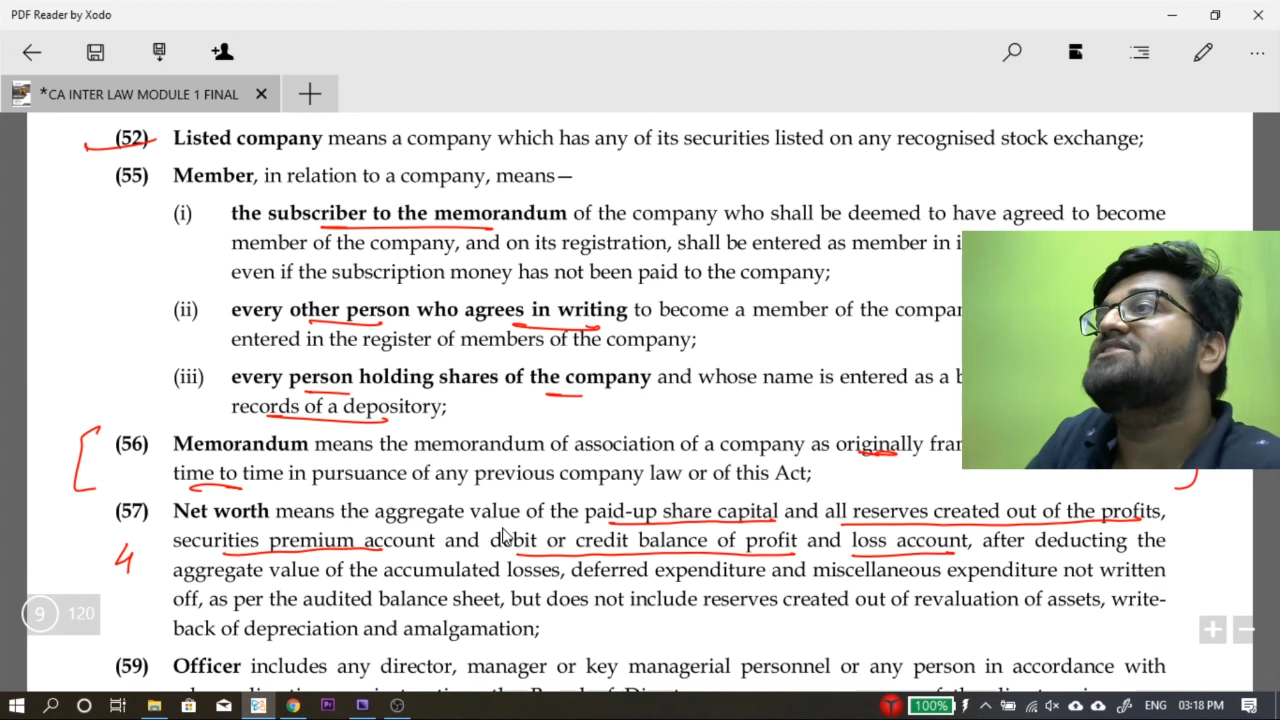 PDF Reader by Xodo
*CA INTER LAW MODULE 1 FINAL
(52) Listed company means a company which has any of its securities listed on any recognised stock exchange;
(55) Member, in relation to a company, means—
(i) the subscriber to the memorandum of the company who shall be deemed to have agreed to become
member of the company, and on its registration, shall be entered as member in i
even if the subscription money has not been paid to the company;
(ii) every other person who agrees in writing to become a member of the compan
entered in the register of members of the company;
(iii) every person holding shares of the company and whose name is entered as a b
records of a depository;
(56) Memorandum means the memorandum of association of a company as originally fra
time to time in pursuance of any previous company law or of this Act;
(57) Net worth means the aggregate value of the paid-up share capital and all reserves created out of the profits,
securities premium account and debit or credit balance of profit and loss account, after deducting the
4
aggregate value of the accumulated losses, deferred expenditure and miscellaneous expenditure not written
off, as per the audited balance sheet, but does not include reserves created out of revaluation of assets, write-
9 120
back of depreciation and amalgamation;
(59) Officer includes any director, manager or key managerial personnel or any person in accordance with
100%
ENG
03:18 PM